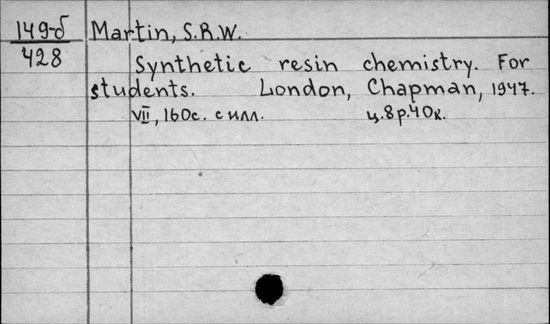 149-б Martin, S.R.W.
428
Synthetic resin chemistry. For
students. London, Chapman, 1947.
VII, 160с. с илл. ц.8р.40к.